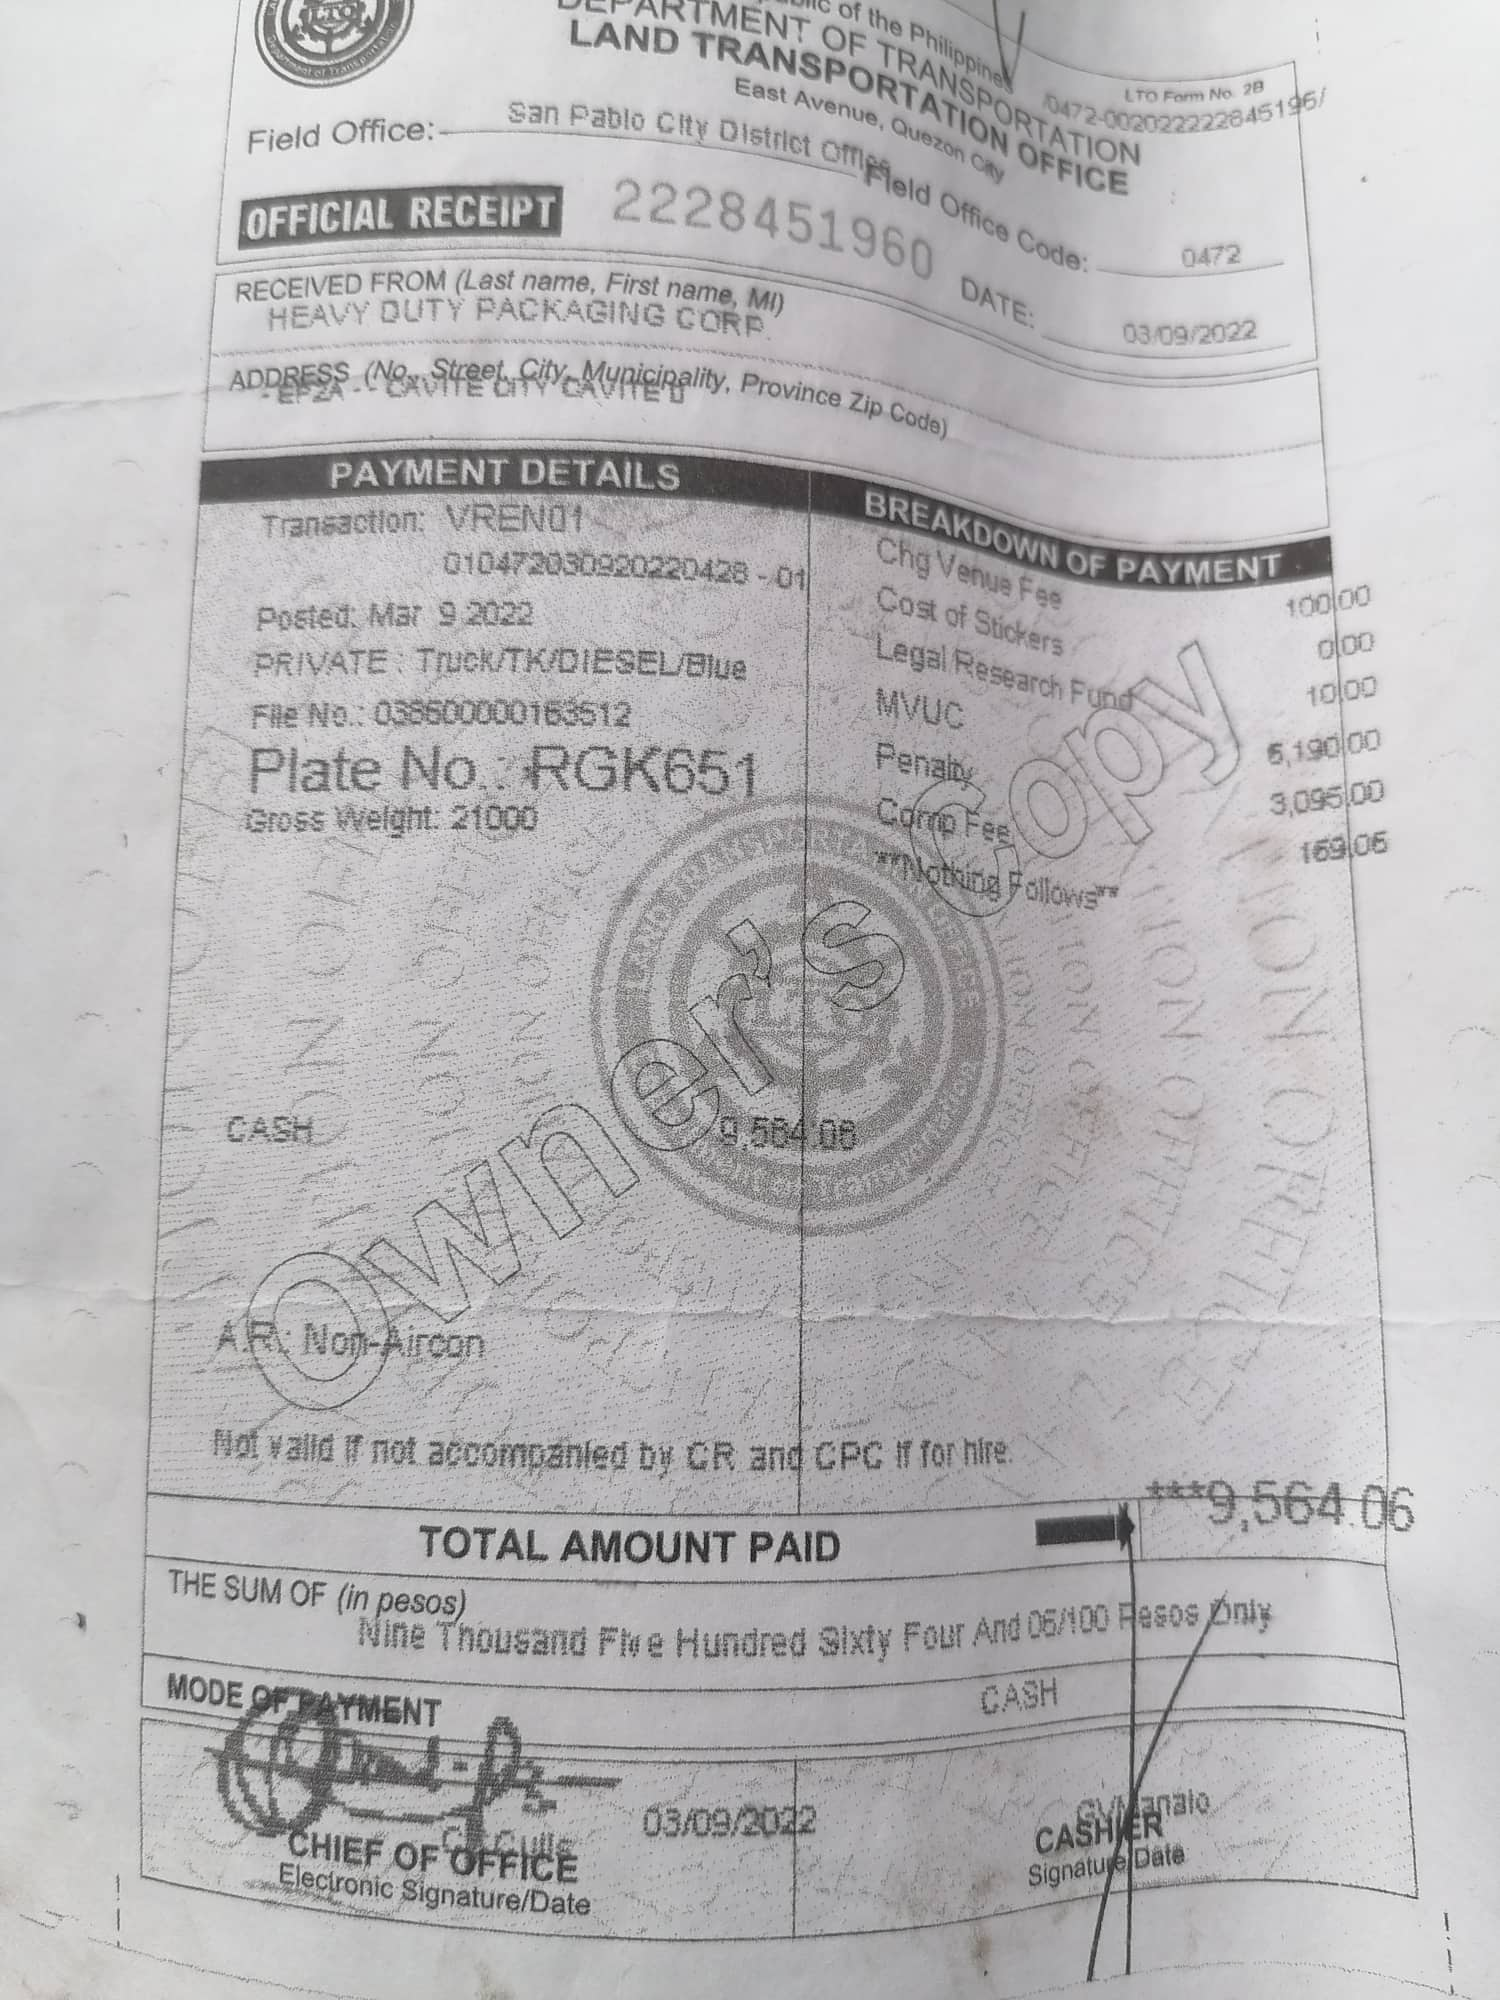 LTO
Department of Transportation
Republic of the Philippines
DEPARTMENT OF TRANSPORTATION
LAND TRANSPORTATION OFFICE
East Avenue, Quezon City
LTO Form No. 2B
/0472-00202222845196/
Field Office: San Pablo City District Office
Field Office Code: 0472
OFFICIAL RECEIPT 2228451960
DATE: 03/09/2022
RECEIVED FROM (Last name, First name, MI)
HEAVY DUTY PACKAGING CORP.
ADDRESS (No., Street, City, Municipality, Province Zip Code)
- EPZA - - CAVITE CITY CAVITE 0
PAYMENT DETAILS
Transaction: VREN01
010472030920220428 - 01
Posted: Mar 9 2022
PRIVATE : Truck/TK/DIESEL/Blue
File No.: 038600000163512
Plate No.: RGK651
Gross Weight: 21000
CASH 9,564.06
A.R.: Non-Aircon
Not valid if not accompanied by CR and CPC if for hire.
BREAKDOWN OF PAYMENT
Chg Venue Fee 100.00
Cost of Stickers 0.00
Legal Research Fund 10.00
MVUC 6,190.00
Penalty 3,095.00
Comp Fee 169.06
**Nothing Follows**
Owner's Copy
TOTAL AMOUNT PAID ***9,564.06
THE SUM OF (in pesos)
Nine Thousand Five Hundred Sixty Four And 06/100 Pesos Only
MODE OF PAYMENT CASH
03/09/2022
CHIEF OF OFFICE
Electronic Signature/Date
GVManalo
CASHIER
Signature/Date